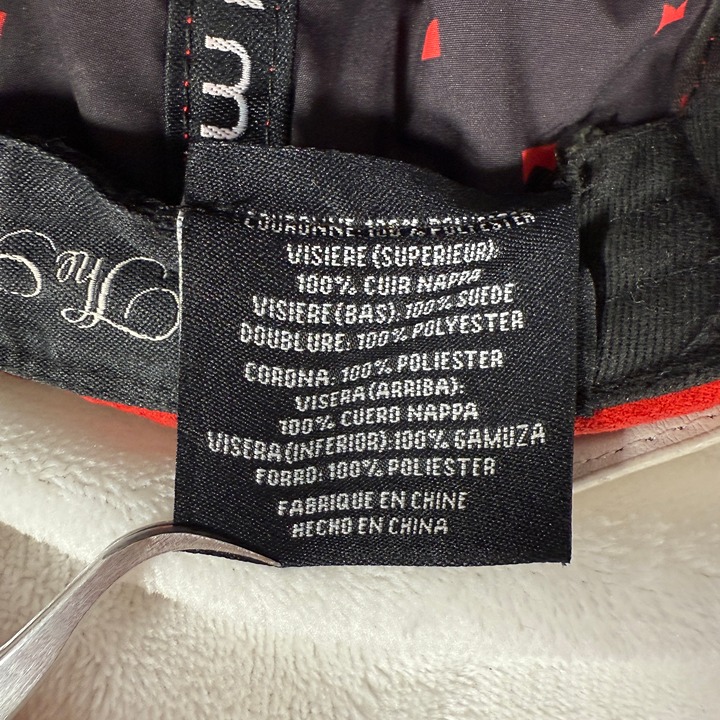 The
COURONNE: 100% POLIESTER
VISIERE (SUPERIEUR):
100% CUIR NAPPA
VISIERE (BAS): 100% SUEDE
DOUBLURE: 100% POLYESTER
CORONA: 100% POLIESTER
VISERA (ARRIBA):
100% CUERO NAPPA
VISERA (INFERIOR): 100% GAMUZA
FORRO: 100% POLIESTER
FABRIQUE EN CHINE
HECHO EN CHINA